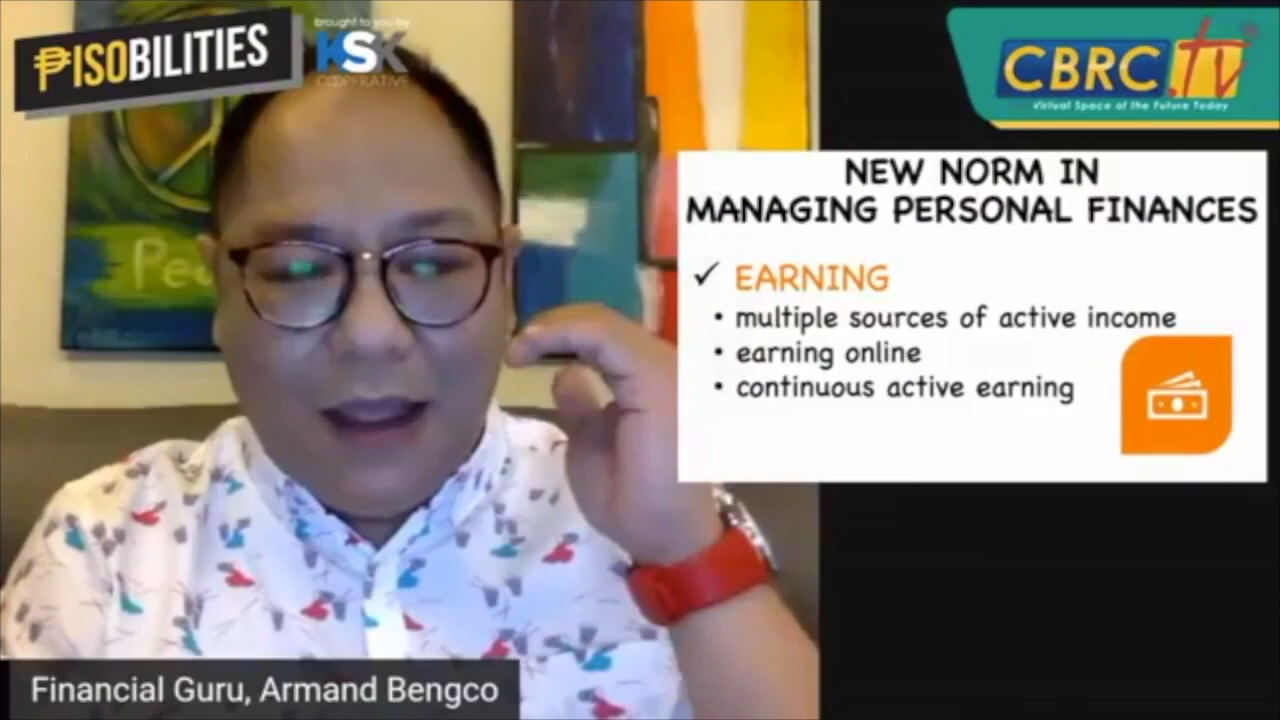 ₱ISOBILITIES
brought to you by
KSK
COOPERATIVE
CBRC.tv
Virtual Space of the Future Today
NEW NORM IN
MANAGING PERSONAL FINANCES
✓ EARNING
• multiple sources of active income
• earning online
• continuous active earning
Financial Guru, Armand Bengco